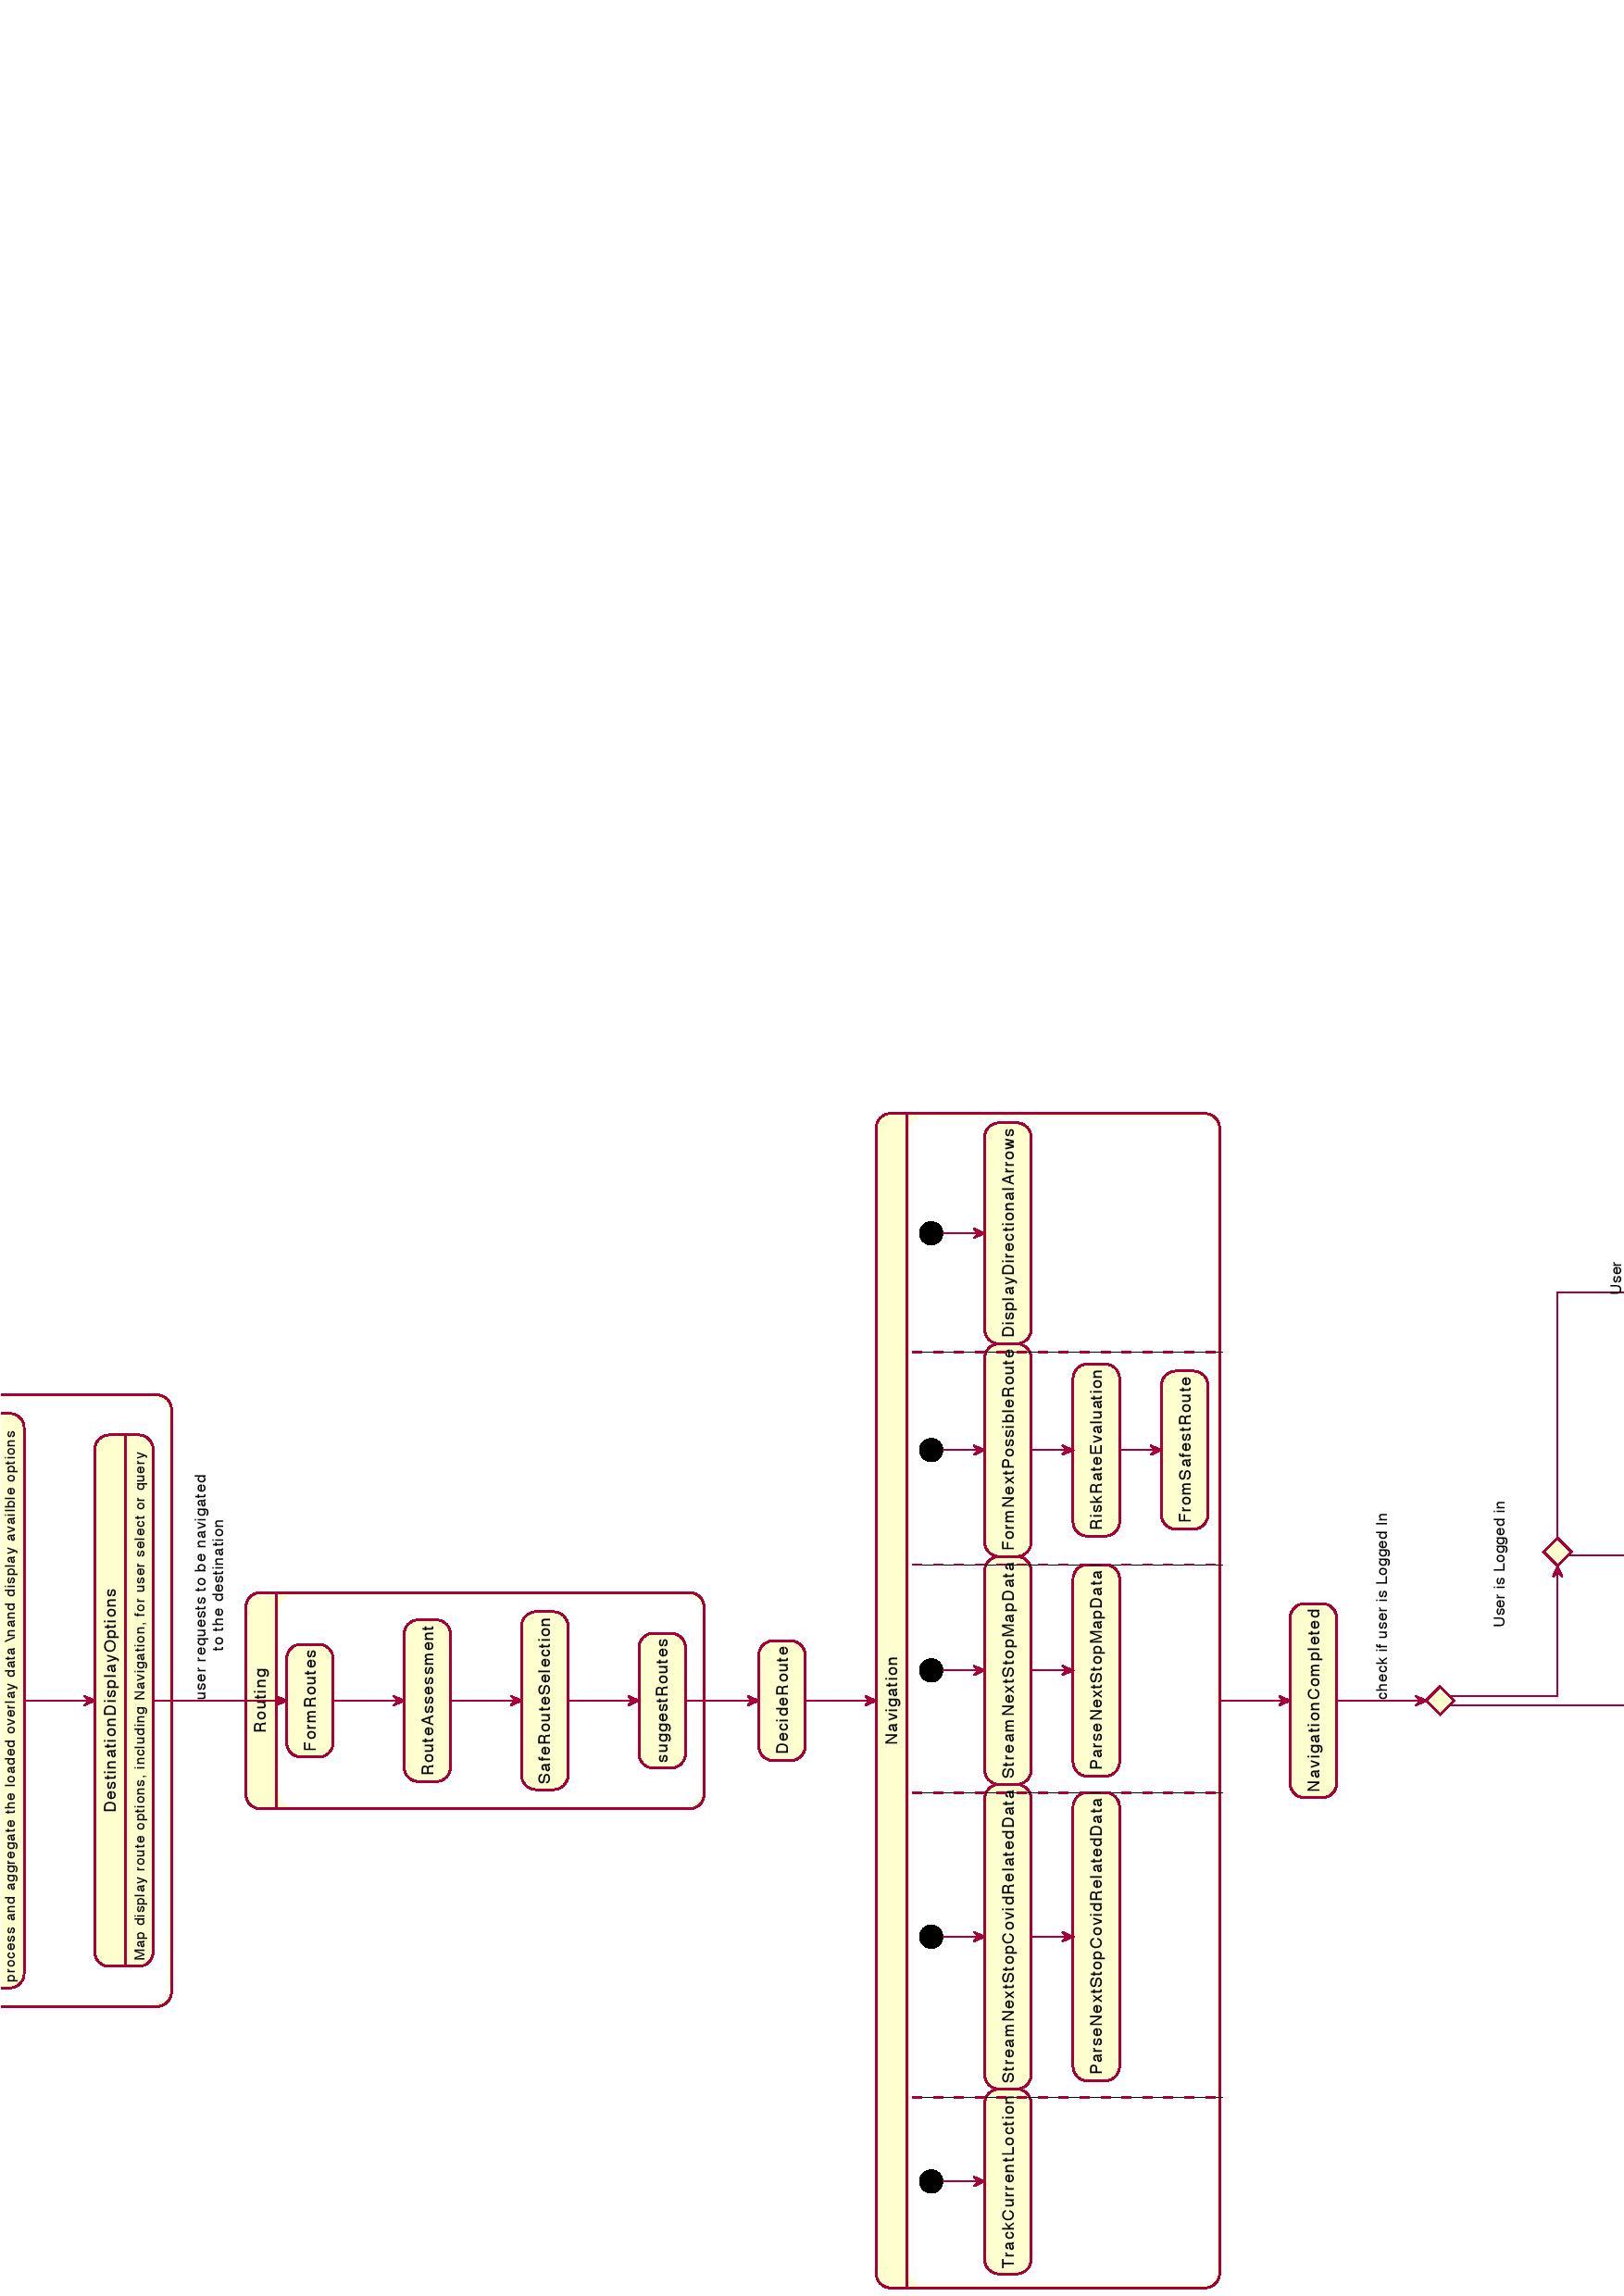 process and aggregate the loaded overlay data \nand display availble options
DestinationDisplayOptions
Map display route options, including Navigation, for user select or query
user requests to be navigated
to the destination
Routing
FormRoutes
RouteAssessment
SafeRouteSelection
suggestRoutes
DecideRoute
Navigation
TrackCurrentLoction
StreamNextStopCovidRelatedData
StreamNextStopMapData
FormNextPossibleRoute
DisplayDirectionalArrows
ParseNextStopCovidRelatedData
ParseNextStopMapData
RiskRateEvaluation
FromSafestRoute
NavigationCompleted
check if user is Logged In
User is Logged in
User